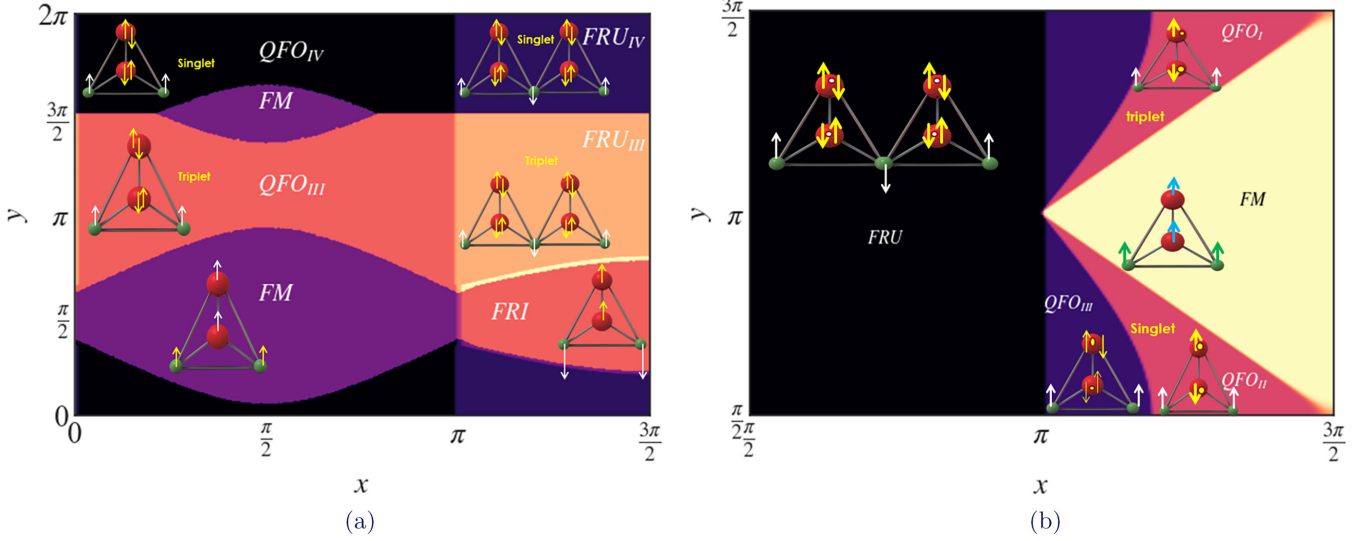 2π
3π
2
π
π
2
0
y
QFO_IV
Singlet
FM
QFO_III
Triplet
FM
FRU_IV
Singlet
FRU_III
Triplet
FRI
0
π
2
π
3π
2
x
(a)
3π
2
π
π
2
y
FRU
QFO_I
triplet
FM
QFO_III
Singlet
QFO_II
π
2
π
3π
2
x
(b)